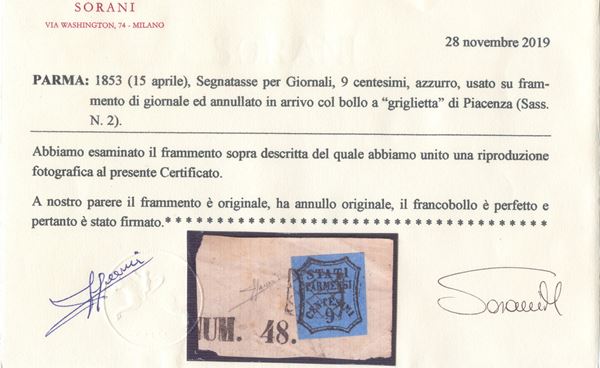 SORANI
VIA WASHINGTON, 74 - MILANO
28 novembre 2019
PARMA: 1853 (15 aprile), Segnatasse per Giornali, 9 centesimi, azzurro, usato su fram-
mento di giornale ed annullato in arrivo col bollo a “griglietta” di Piacenza (Sass.
N. 2).
Abbiamo esaminato il frammento sopra descritta del quale abbiamo unito una riproduzione
fotografica al presente Certificato.
A nostro parere il frammento è originale, ha annullo originale, il francobollo è perfetto e
pertanto è stato firmato.****************************************
STATI
PARMENSI
CENTESIMI
9
NUM. 48.